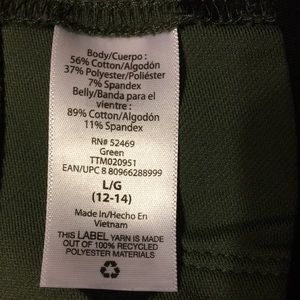 Body/Cuerpo :
56% Cotton/Algodón
37% Polyester/Poliéster
7% Spandex
Belly/Banda para el
vientre :
89% Cotton/Algodón
11% Spandex
RN# 52469
Green
TTM020951
EAN/UPC 8 80966288999
L/G
(12-14)
Made in/Hecho En
Vietnam
THIS LABEL YARN IS MADE
OUT OF 100% RECYCLED
POLYESTER MATERIALS